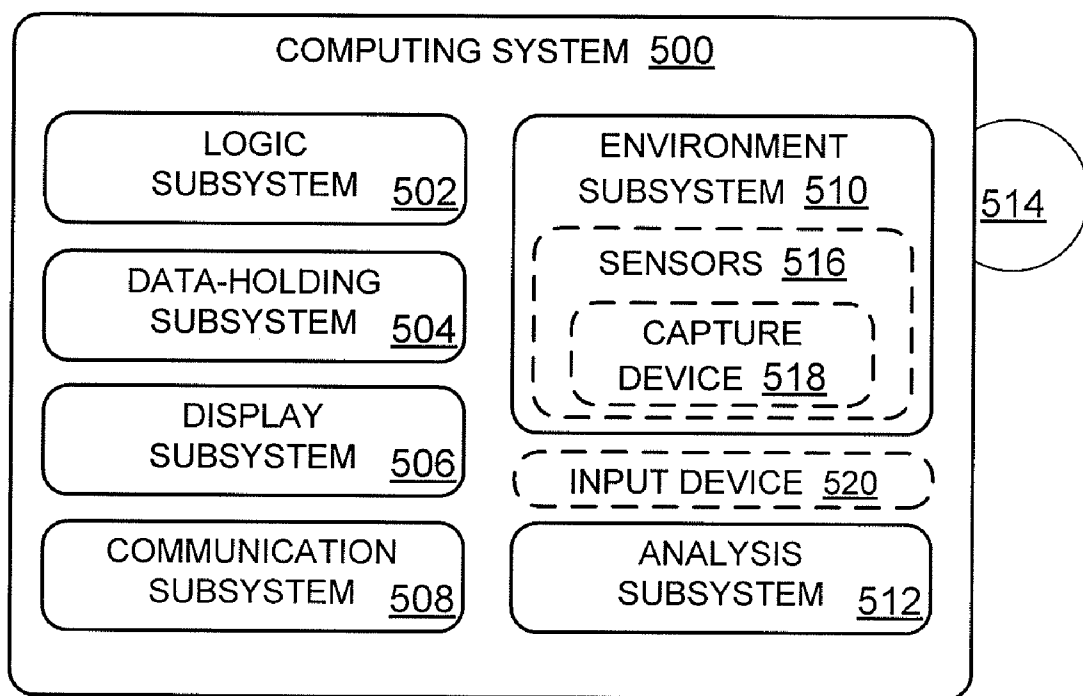 COMPUTING SYSTEM 500
LOGIC
SUBSYSTEM 502
DATA-HOLDING
SUBSYSTEM 504
DISPLAY
SUBSYSTEM 506
COMMUNICATION
SUBSYSTEM 508
ENVIRONMENT
SUBSYSTEM 510
SENSORS 516
CAPTURE
DEVICE 518
INPUT DEVICE 520
ANALYSIS
SUBSYSTEM 512
514